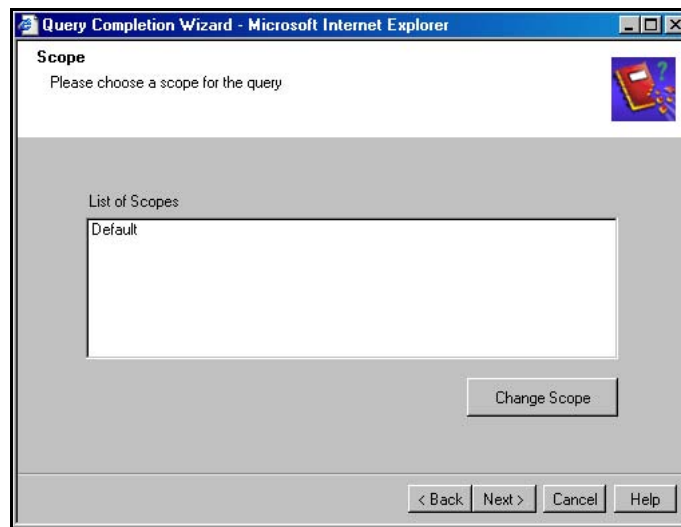 Query Completion Wizard - Microsoft Internet Explorer
Scope
Please choose a scope for the query
List of Scopes
Default
Change Scope
< Back Next > Cancel Help